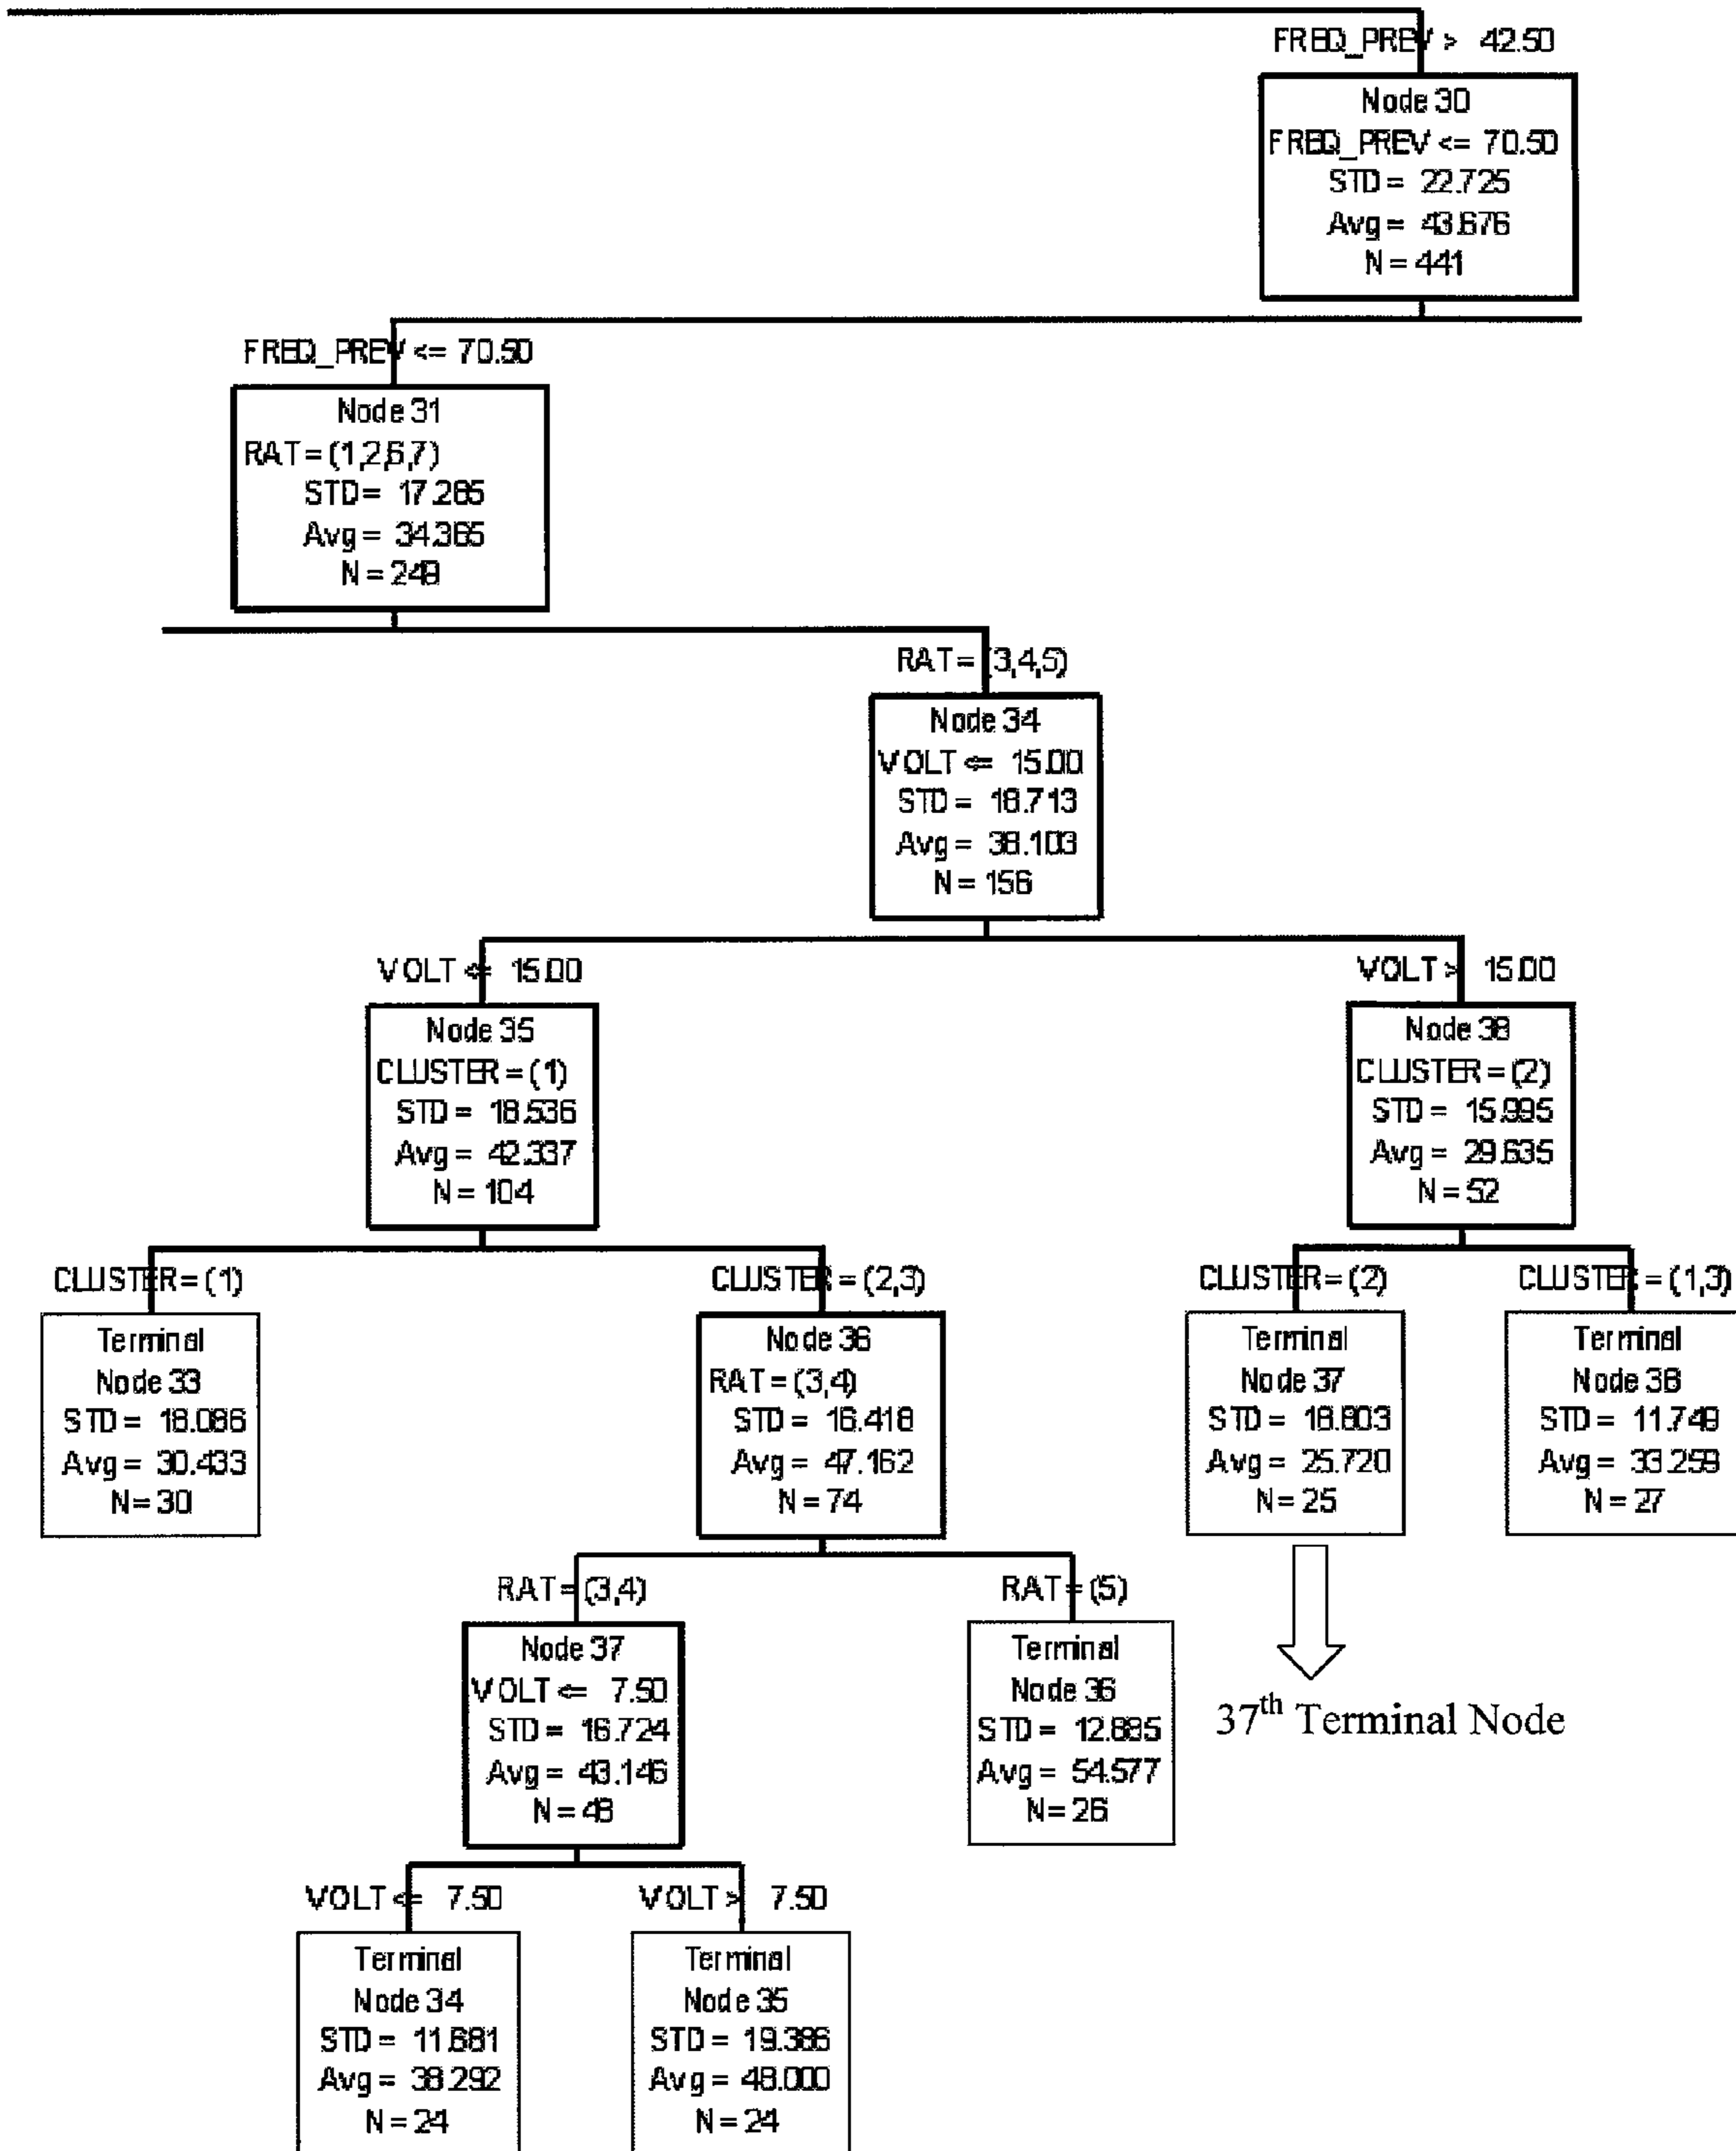 FREQ_PREV > 42.50
Node 30
FREQ_PREV <= 70.50
STD = 22.725
Avg = 43.676
N = 441
FREQ_PREV <= 70.50
Node 31
RAT = (1,2,6,7)
STD = 17.265
Avg = 34.365
N = 249
RAT = (3,4,5)
Node 34
VOLT <= 15.00
STD = 18.713
Avg = 38.103
N = 156
VOLT <= 15.00
VOLT > 15.00
Node 35
CLUSTER = (1)
STD = 18.536
Avg = 42.337
N = 104
Node 38
CLUSTER = (2)
STD = 15.995
Avg = 29.635
N = 52
CLUSTER = (1)
CLUSTER = (2,3)
CLUSTER = (2)
CLUSTER = (1,3)
Terminal
Node 33
STD = 18.086
Avg = 30.433
N = 30
Node 36
RAT = (3,4)
STD = 16.418
Avg = 47.162
N = 74
Terminal
Node 37
STD = 18.803
Avg = 25.720
N = 25
Terminal
Node 38
STD = 11.749
Avg = 33.259
N = 27
RAT = (3,4)
RAT = (5)
Node 37
VOLT <= 7.50
STD = 16.724
Avg = 43.146
N = 48
Terminal
Node 36
STD = 12.885
Avg = 54.577
N = 26
37th Terminal Node
VOLT <= 7.50
VOLT > 7.50
Terminal
Node 34
STD = 11.681
Avg = 38.292
N = 24
Terminal
Node 35
STD = 19.386
Avg = 48.000
N = 24